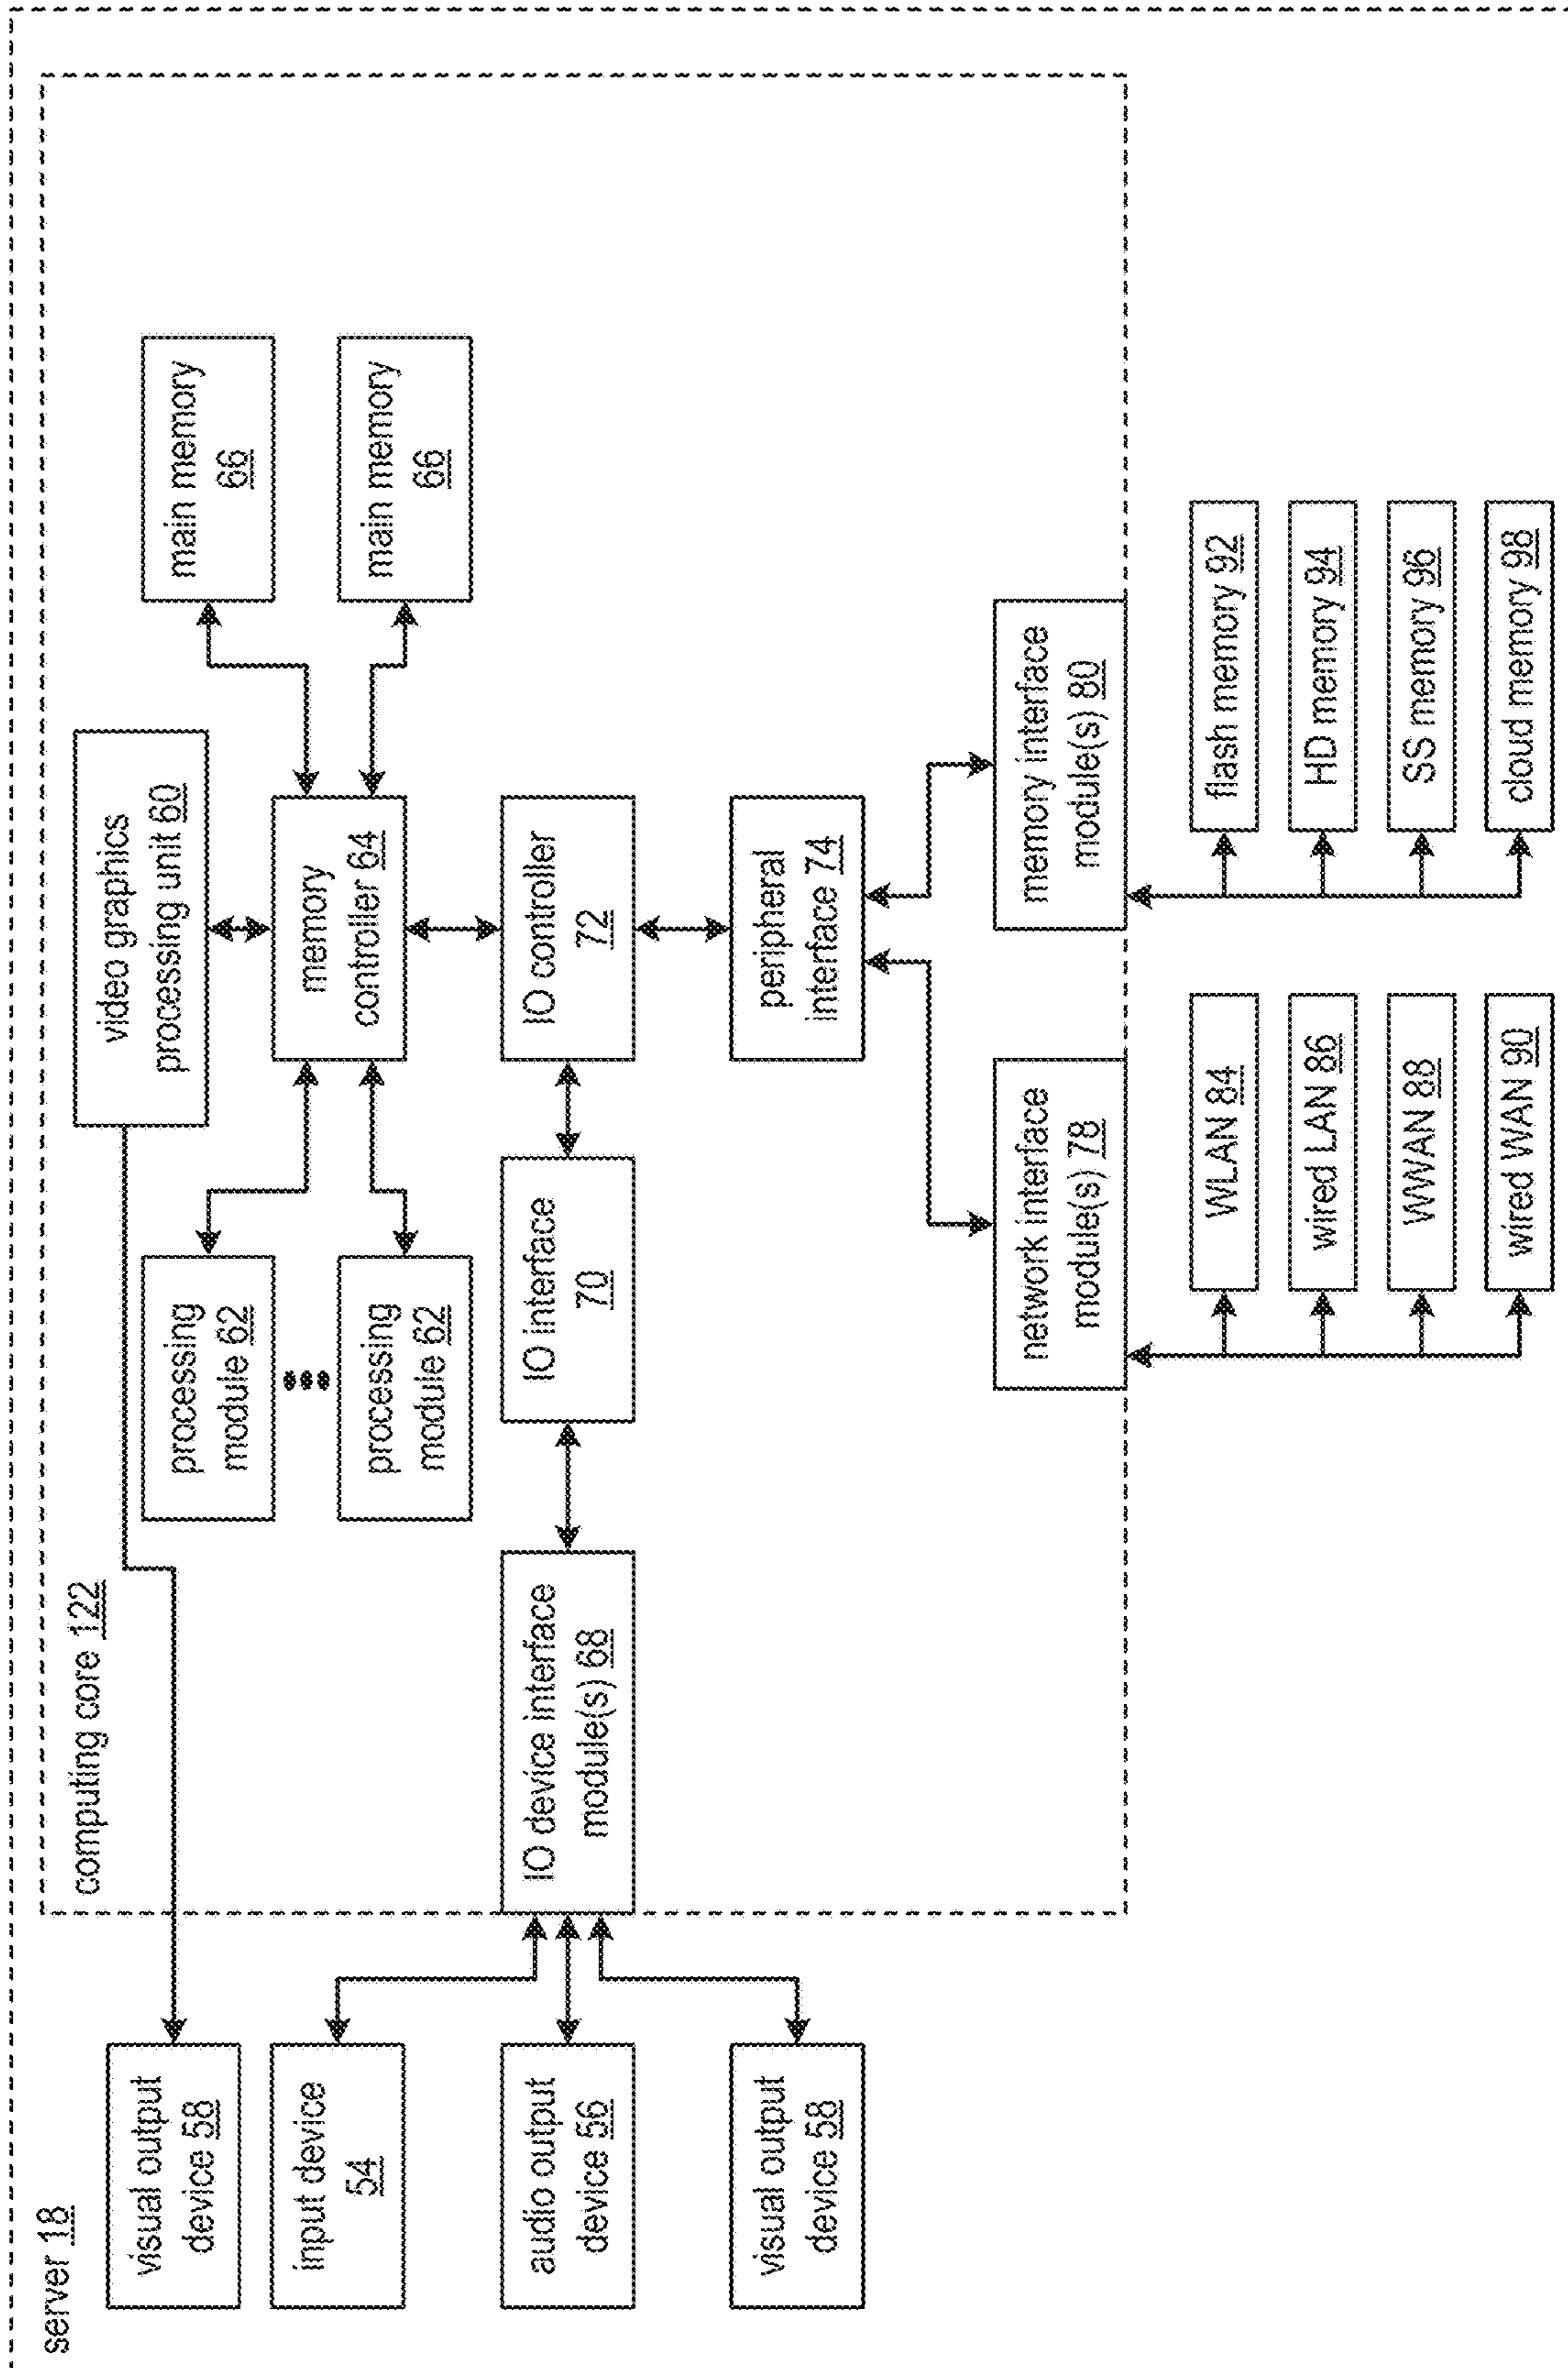 server 18
computing core 122
visual output
device 58
input device
54
audio output
device 56
visual output
device 58
video graphics
processing unit 60
processing
module 62
processing
module 62
memory
controller 64
main memory
66
main memory
66
IO device interface
module(s) 68
IO interface
70
IO controller
72
peripheral
interface 74
network interface
module(s) 78
memory interface
module(s) 80
WLAN 84
wired LAN 86
WWAN 88
wired WAN 90
flash memory 92
HD memory 94
SS memory 96
cloud memory 98